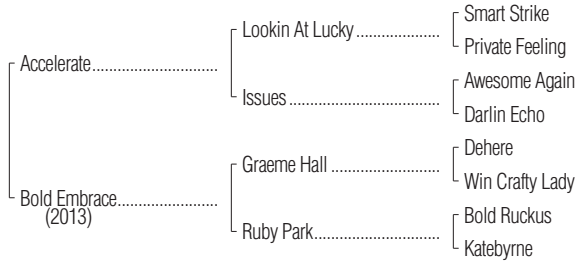 Smart Strike
Lookin At Lucky
Private Feeling
Accelerate
Awesome Again
Issues
Darlin Echo
Dehere
Graeme Hall
Win Crafty Lady
Bold Embrace
(2013)
Bold Ruckus
Ruby Park
Katebyrne